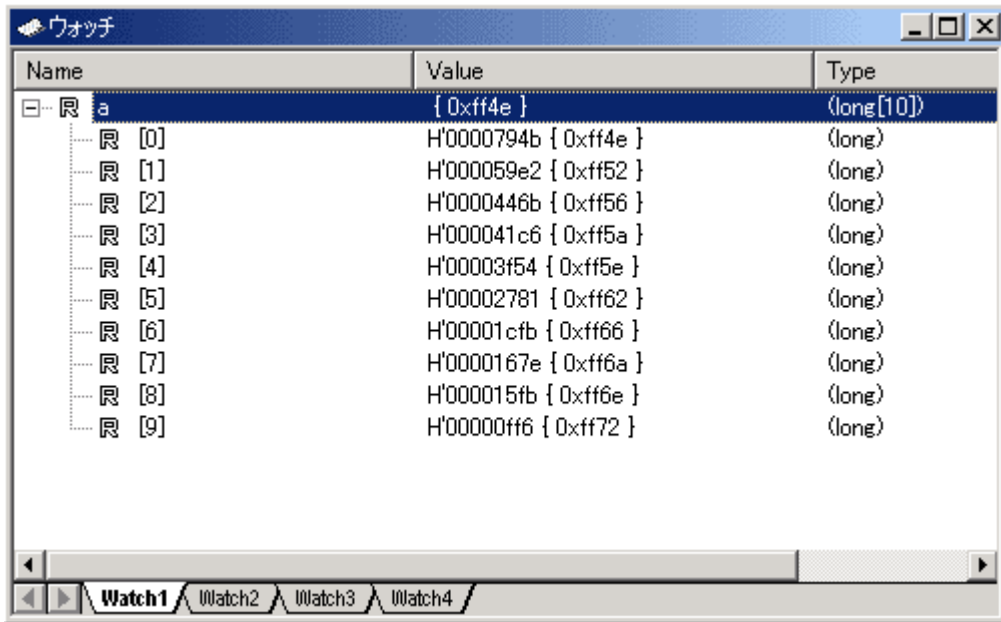 ウォッチ
Name Value Type
R a { 0xff4e } (long[10])
R [0] H'0000794b { 0xff4e } (long)
R [1] H'000059e2 { 0xff52 } (long)
R [2] H'0000446b { 0xff56 } (long)
R [3] H'000041c6 { 0xff5a } (long)
R [4] H'00003f54 { 0xff5e } (long)
R [5] H'00002781 { 0xff62 } (long)
R [6] H'00001cfb { 0xff66 } (long)
R [7] H'0000167e { 0xff6a } (long)
R [8] H'000015fb { 0xff6e } (long)
R [9] H'00000ff6 { 0xff72 } (long)
Watch1 Watch2 Watch3 Watch4